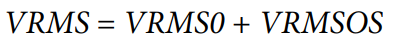 VRMS = VRMS0 + VRMSOS